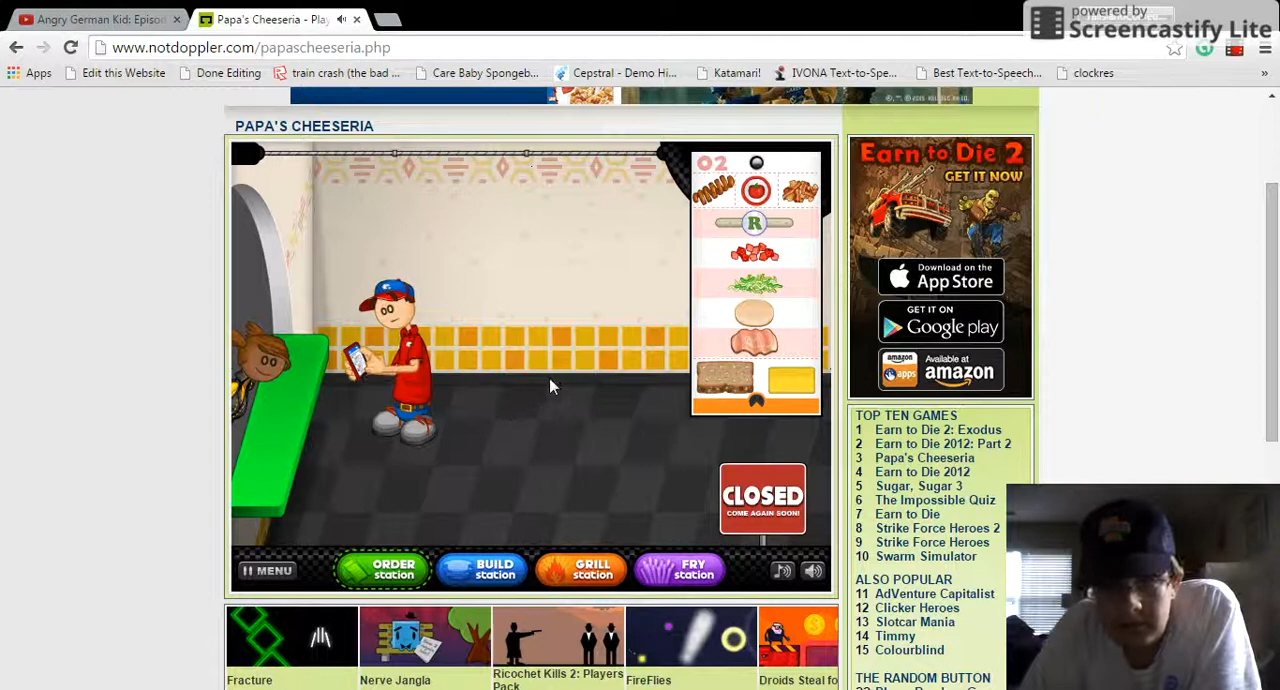 Angry German Kid: Episod
Papa's Cheeseria - Play
powered by
Screencastify Lite
www.notdoppler.com/papascheeseria.php
Apps
Edit this Website
Done Editing
train crash (the bad ...
Care Baby Spongeb...
Cepstral - Demo Hi...
Katamari!
IVONA Text-to-Spe...
Best Text-to-Speech...
clockres
»
PAPA'S CHEESERIA
02
R
CLOSED
COME AGAIN SOON!
MENU
ORDER
station
BUILD
station
GRILL
station
FRY
station
Earn to Die 2
GET IT NOW
Download on the
App Store
GET IT ON
Google play
amazon
apps
Available at
amazon
TOP TEN GAMES
1 Earn to Die 2: Exodus
2 Earn to Die 2012: Part 2
3 Papa's Cheeseria
4 Earn to Die 2012
5 Sugar, Sugar 3
6 The Impossible Quiz
7 Earn to Die
8 Strike Force Heroes 2
9 Strike Force Heroes
10 Swarm Simulator
ALSO POPULAR
11 AdVenture Capitalist
12 Clicker Heroes
13 Slotcar Mania
14 Timmy
15 Colourblind
THE RANDOM BUTTON
Fracture
Nerve Jangla
Ricochet Kills 2: Players
Pack
FireFlies
Droids Steal fo